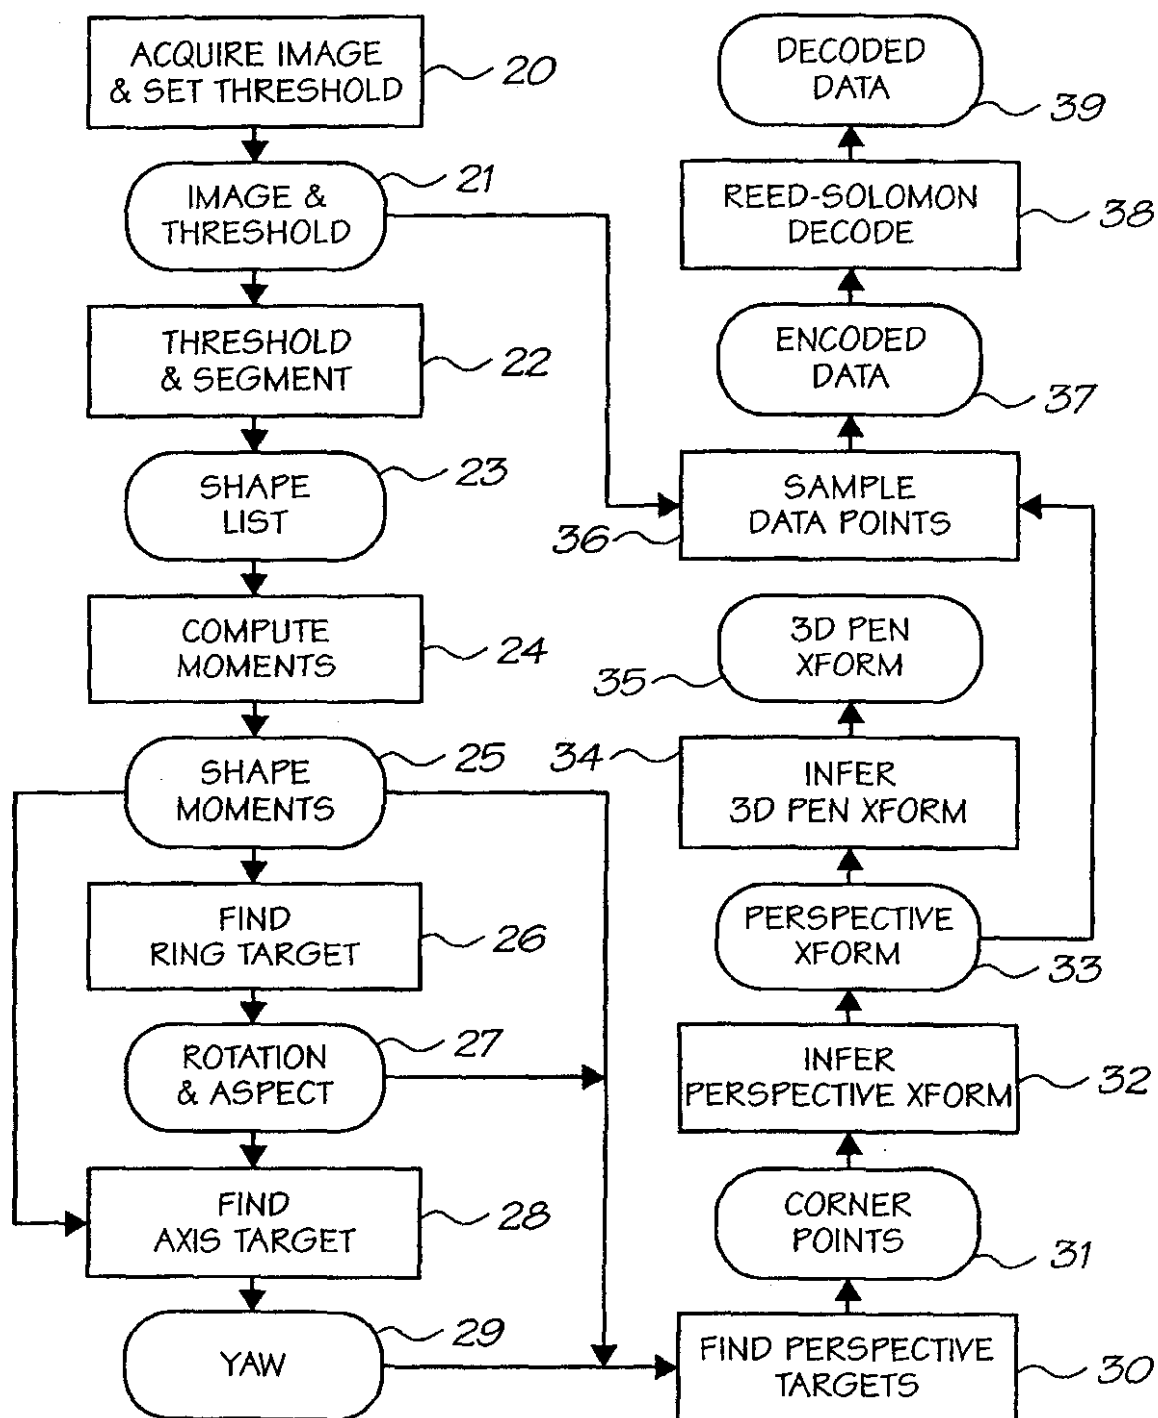 ACQUIRE IMAGE
& SET THRESHOLD
20
IMAGE &
THRESHOLD
21
THRESHOLD
& SEGMENT
22
SHAPE
LIST
23
COMPUTE
MOMENTS
24
SHAPE
MOMENTS
25
FIND
RING TARGET
26
ROTATION
& ASPECT
27
FIND
AXIS TARGET
28
YAW
29
FIND PERSPECTIVE
TARGETS
30
CORNER
POINTS
31
INFER
PERSPECTIVE XFORM
32
PERSPECTIVE
XFORM
33
INFER
3D PEN XFORM
34
3D PEN
XFORM
35
SAMPLE
DATA POINTS
36
ENCODED
DATA
37
REED-SOLOMON
DECODE
38
DECODED
DATA
39